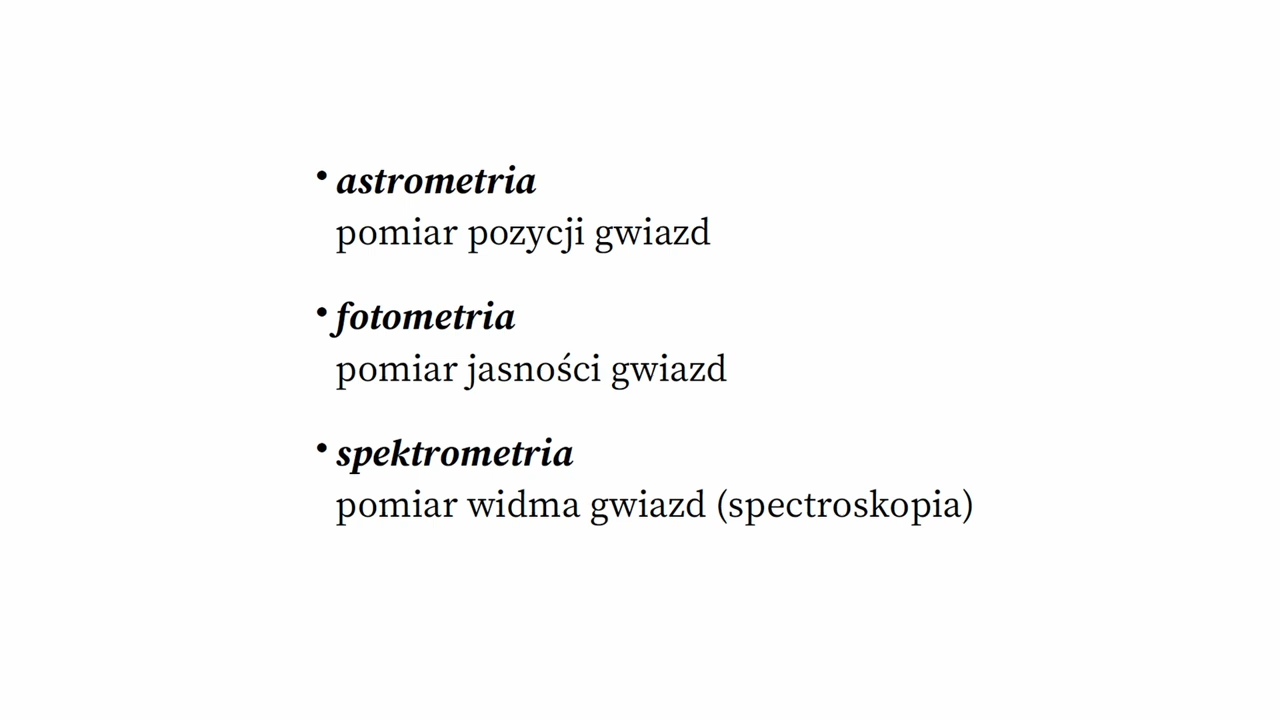 • astrometria
pomiar pozycji gwiazd
• fotometria
pomiar jasności gwiazd
• spektrometria
pomiar widma gwiazd (spectroskopia)